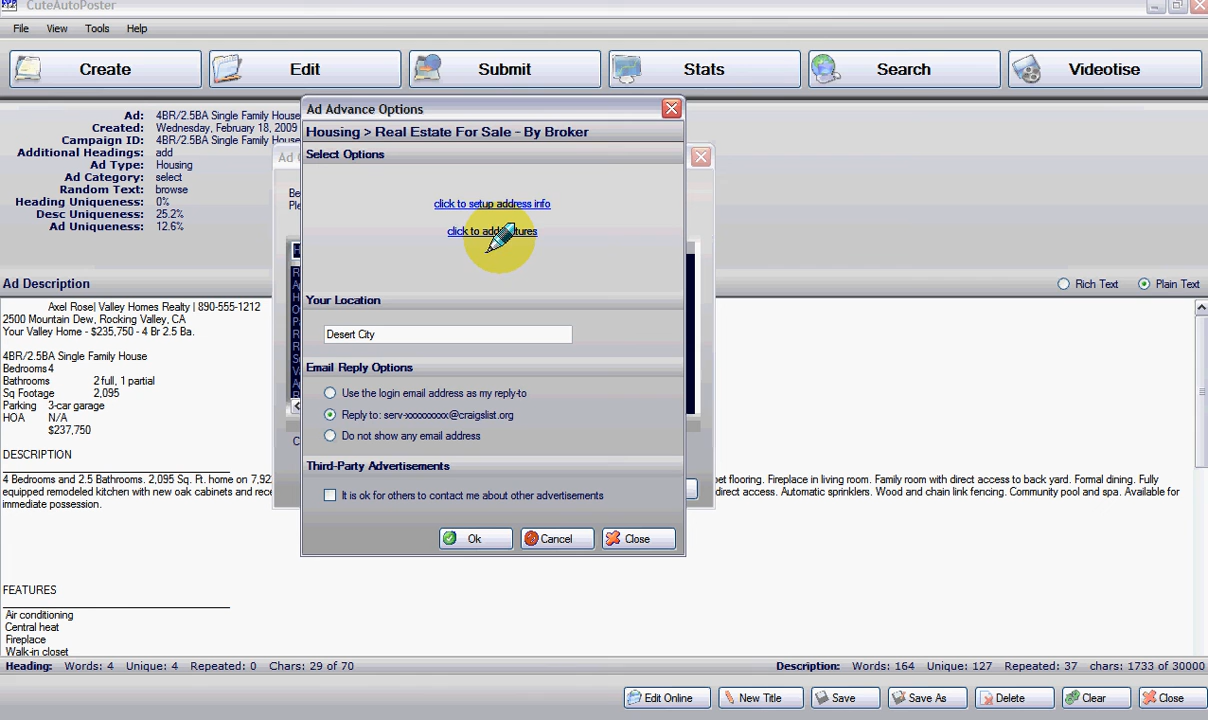 CuteAutoPoster
File View Tools Help
Create Edit Submit Stats Search Videotise
Ad: 4BR/2.5BA Single Family House
Created: Wednesday, February 18, 2009
Campaign ID: 4BR/2.5BA Single Family House
Additional Headings: add
Ad Type: Housing
Ad Category: select
Random Text: browse
Heading Uniqueness: 0%
Desc Uniqueness: 25.2%
Ad Uniqueness: 12.6%
Ad Advance Options
Housing > Real Estate For Sale - By Broker
Select Options
click to setup address info
click to add
Your Location
Desert City
Email Reply Options
Use the login email address as my reply-to
Reply to: serv-xxxxxxxxx@craigslist.org
Do not show any email address
Third-Party Advertisements
It is ok for others to contact me about other advertisements
Ok Cancel Close
Ad Description Rich Text Plain Text
Axel Rose| Valley Homes Realty | 890-555-1212
2500 Mountain Dew, Rocking Valley, CA
Your Valley Home - $235,750 - 4 Br 2.5 Ba.
4BR/2.5BA Single Family House
Bedrooms 4
Bathrooms 2 full, 1 partial
Sq Footage 2,095
Parking 3-car garage
HOA N/A
$237,750
DESCRIPTION
4 Bedrooms and 2.5 Bathrooms. 2,095 Sq. Ft. home on 7,92 flooring. Fireplace in living room. Family room with direct access to back yard. Formal dining. Fully
equipped remodeled kitchen with new oak cabinets and direct access. Automatic sprinklers. Wood and chain link fencing. Community pool and spa. Available for
immediate possession.
FEATURES
Air conditioning
Central heat
Fireplace
Walk-in closet
Heading: Words: 4 Unique: 4 Repeated: 0 Chars: 29 of 70 Description: Words: 164 Unique: 127 Repeated: 37 chars: 1733 of 30000
Edit Online New Title Save Save As Delete Clear Close